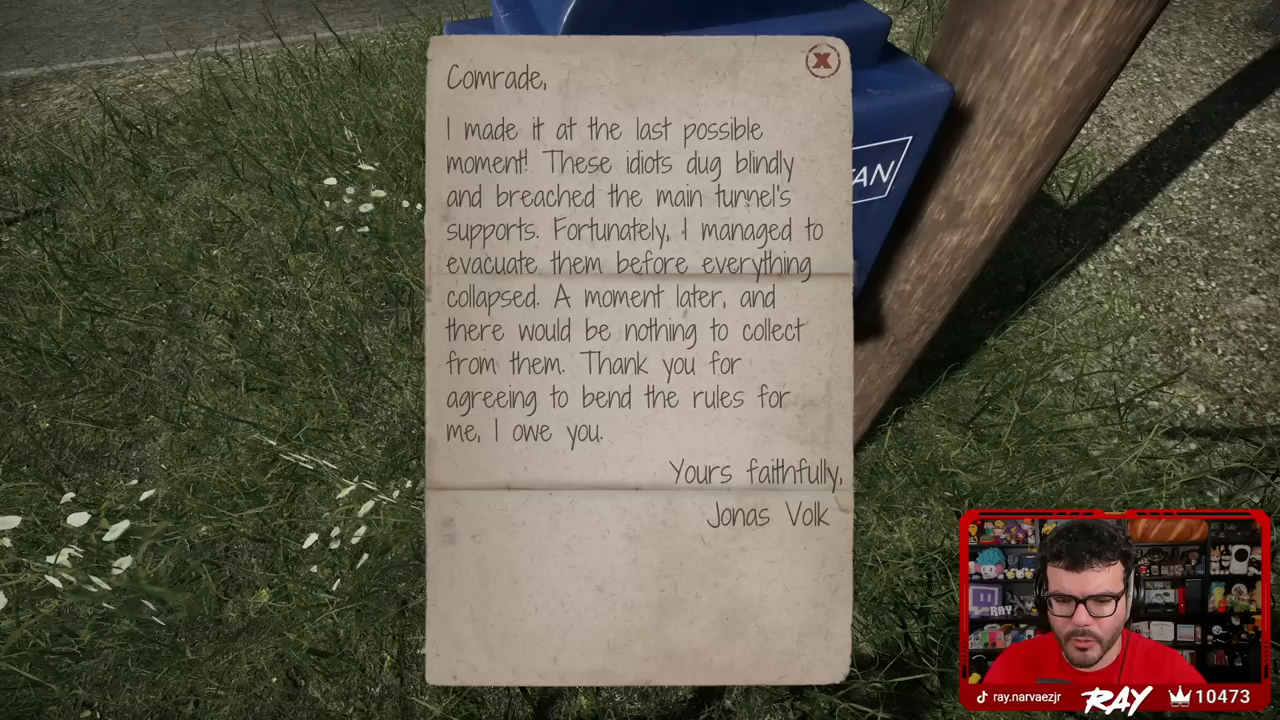 Comrade,
I made it at the last possible
moment! These idiots dug blindly
and breached the main tunnel's
supports. Fortunately, I managed to
evacuate them before everything
collapsed. A moment later, and
there would be nothing to collect
from them. Thank you for
agreeing to bend the rules for
me, I owe you.
Yours faithfully,
Jonas Volk
X
RAY
ray.narvaezjr
RAY
10473